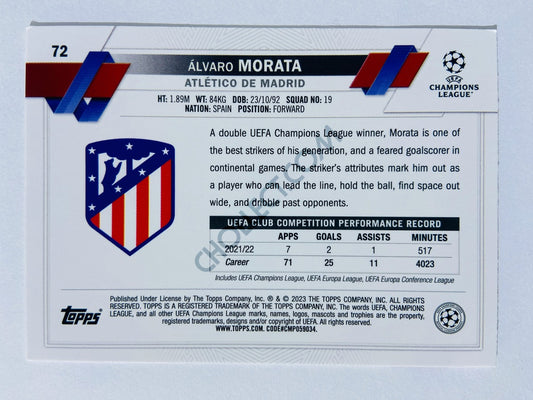 72
ÁLVARO MORATA
ATLÉTICO DE MADRID
HT: 1.89M WT: 84KG DOB: 23/10/92 SQUAD NO: 19
NATION: SPAIN POSITION: FORWARD
UEFA
CHAMPIONS
LEAGUE
A double UEFA Champions League winner, Morata is one of
the best strikers of his generation, and a feared goalscorer in
continental games. The striker's attributes mark him out as
a player who can lead the line, hold the ball, find space out
wide, and dribble past opponents.
UEFA CLUB COMPETITION PERFORMANCE RECORD
APPS GOALS ASSISTS MINUTES
2021/22 7 2 1 517
Career 71 25 11 4023
Includes UEFA Champions League, UEFA Europa League, UEFA Europa Conference League
CHOLLECT.COM
Topps
Published Under License by The Topps Company, Inc. ® & © 2023 THE TOPPS COMPANY, INC. ALL RIGHTS
RESERVED. TOPPS IS A REGISTERED TRADEMARK OF THE TOPPS COMPANY, INC. The words UEFA, CHAMPIONS
LEAGUE, and all other UEFA League marks, names, logos, mascots and trophies are the property,
registered trademarks, designs and/or copyright of UEFA. All rights reserved.
WWW.TOPPS.COM. CODE#CMP059034.